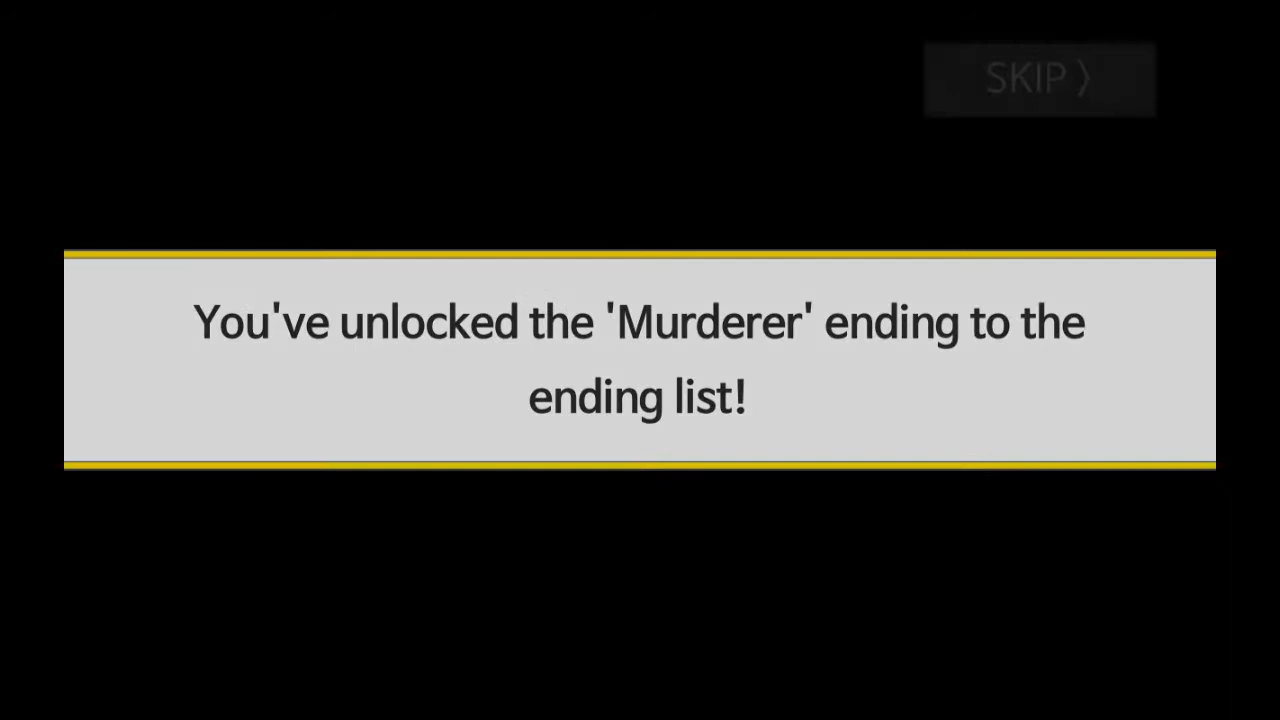 SKIP 〉
You've unlocked the 'Murderer' ending to the
ending list!